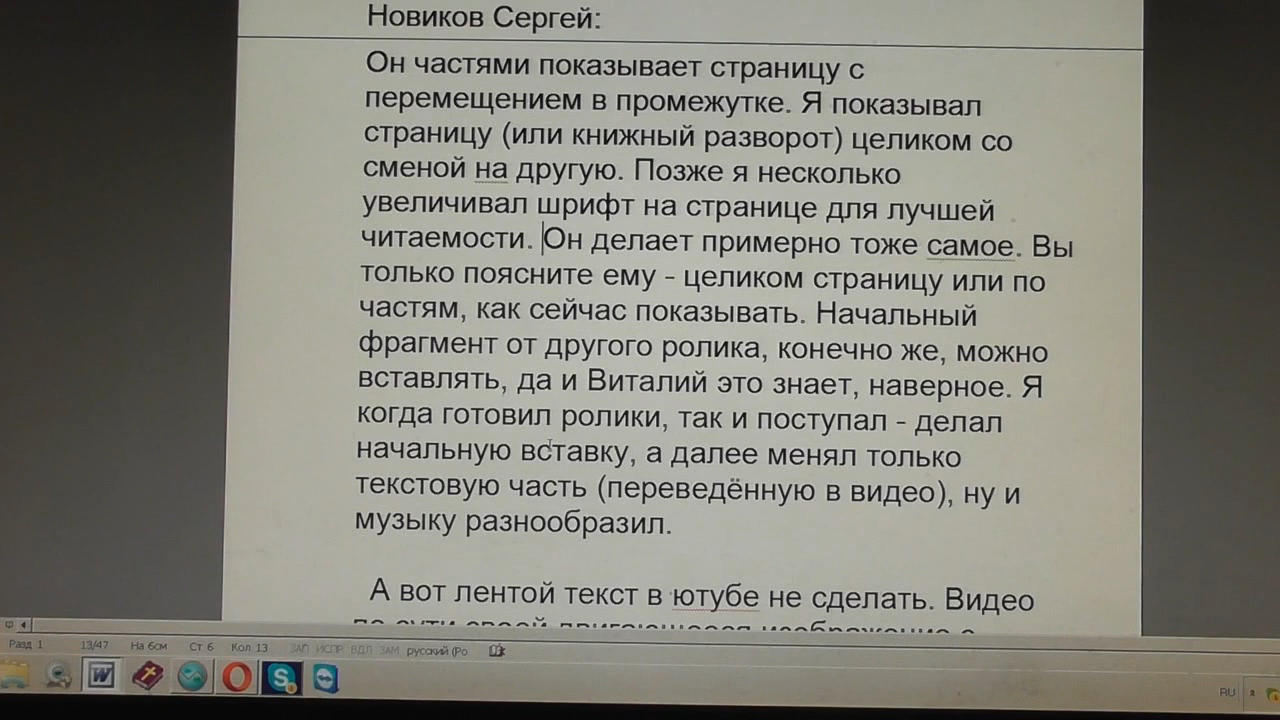 Новиков Сергей:
Он частями показывает страницу с
перемещением в промежутке. Я показывал
страницу (или книжный разворот) целиком со
сменой на другую. Позже я несколько
увеличивал шрифт на странице для лучшей
читаемости. Он делает примерно тоже самое. Вы
только поясните ему - целиком страницу или по
частям, как сейчас показывать. Начальный
фрагмент от другого ролика, конечно же, можно
вставлять, да и Виталий это знает, наверное. Я
когда готовил ролики, так и поступал - делал
начальную вставку, а далее менял только
текстовую часть (переведённую в видео), ну и
музыку разнообразил.
А вот лентой текст в ютубе не сделать. Видео
по сути своей двигающееся изображение с
Разд 1 13/47 На 6см Ст 6 Кол 13 ЗАП ИСПР ВДЛ ЗАМ русский (Ро
W S RU